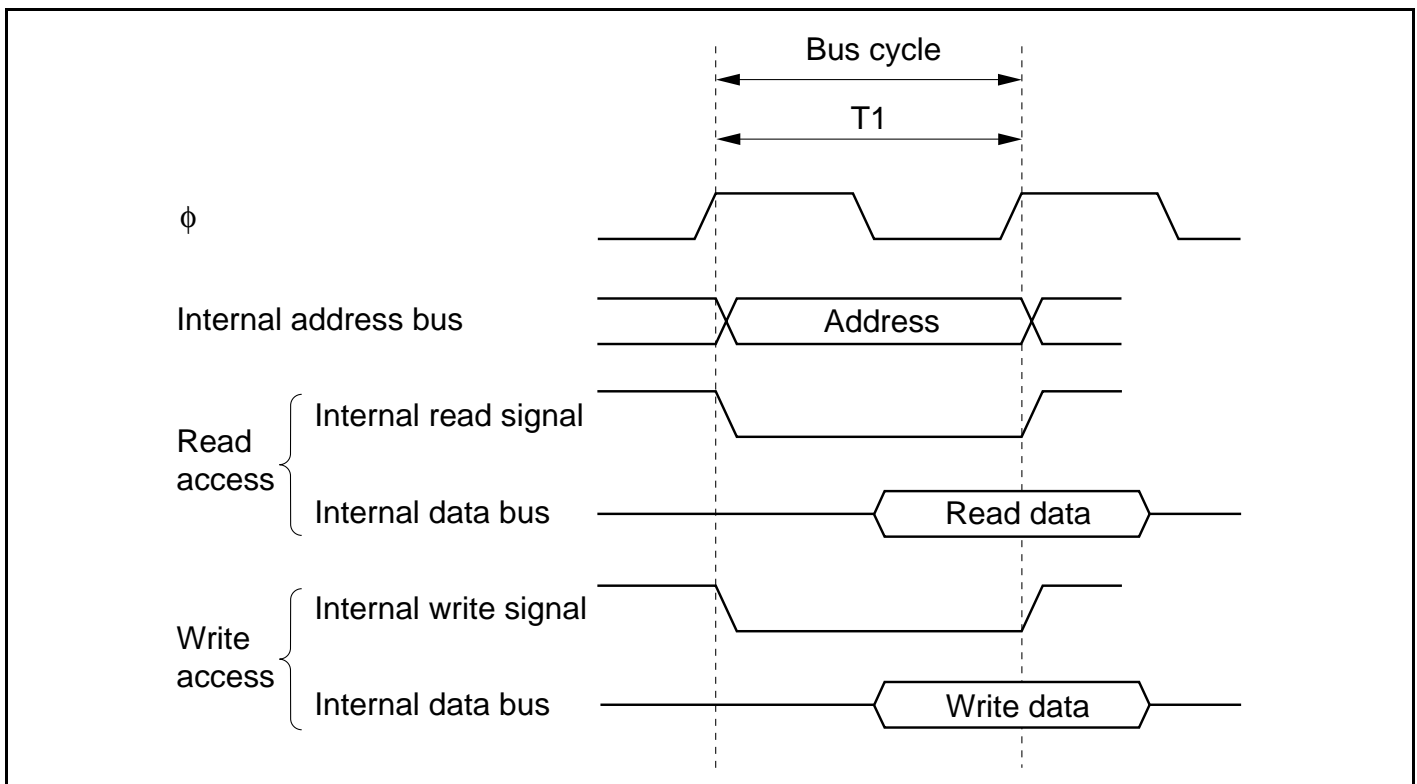 Bus cycle
T1
ϕ
Internal address bus
Address
Read
access
Internal read signal
Internal data bus
Read data
Write
access
Internal write signal
Internal data bus
Write data